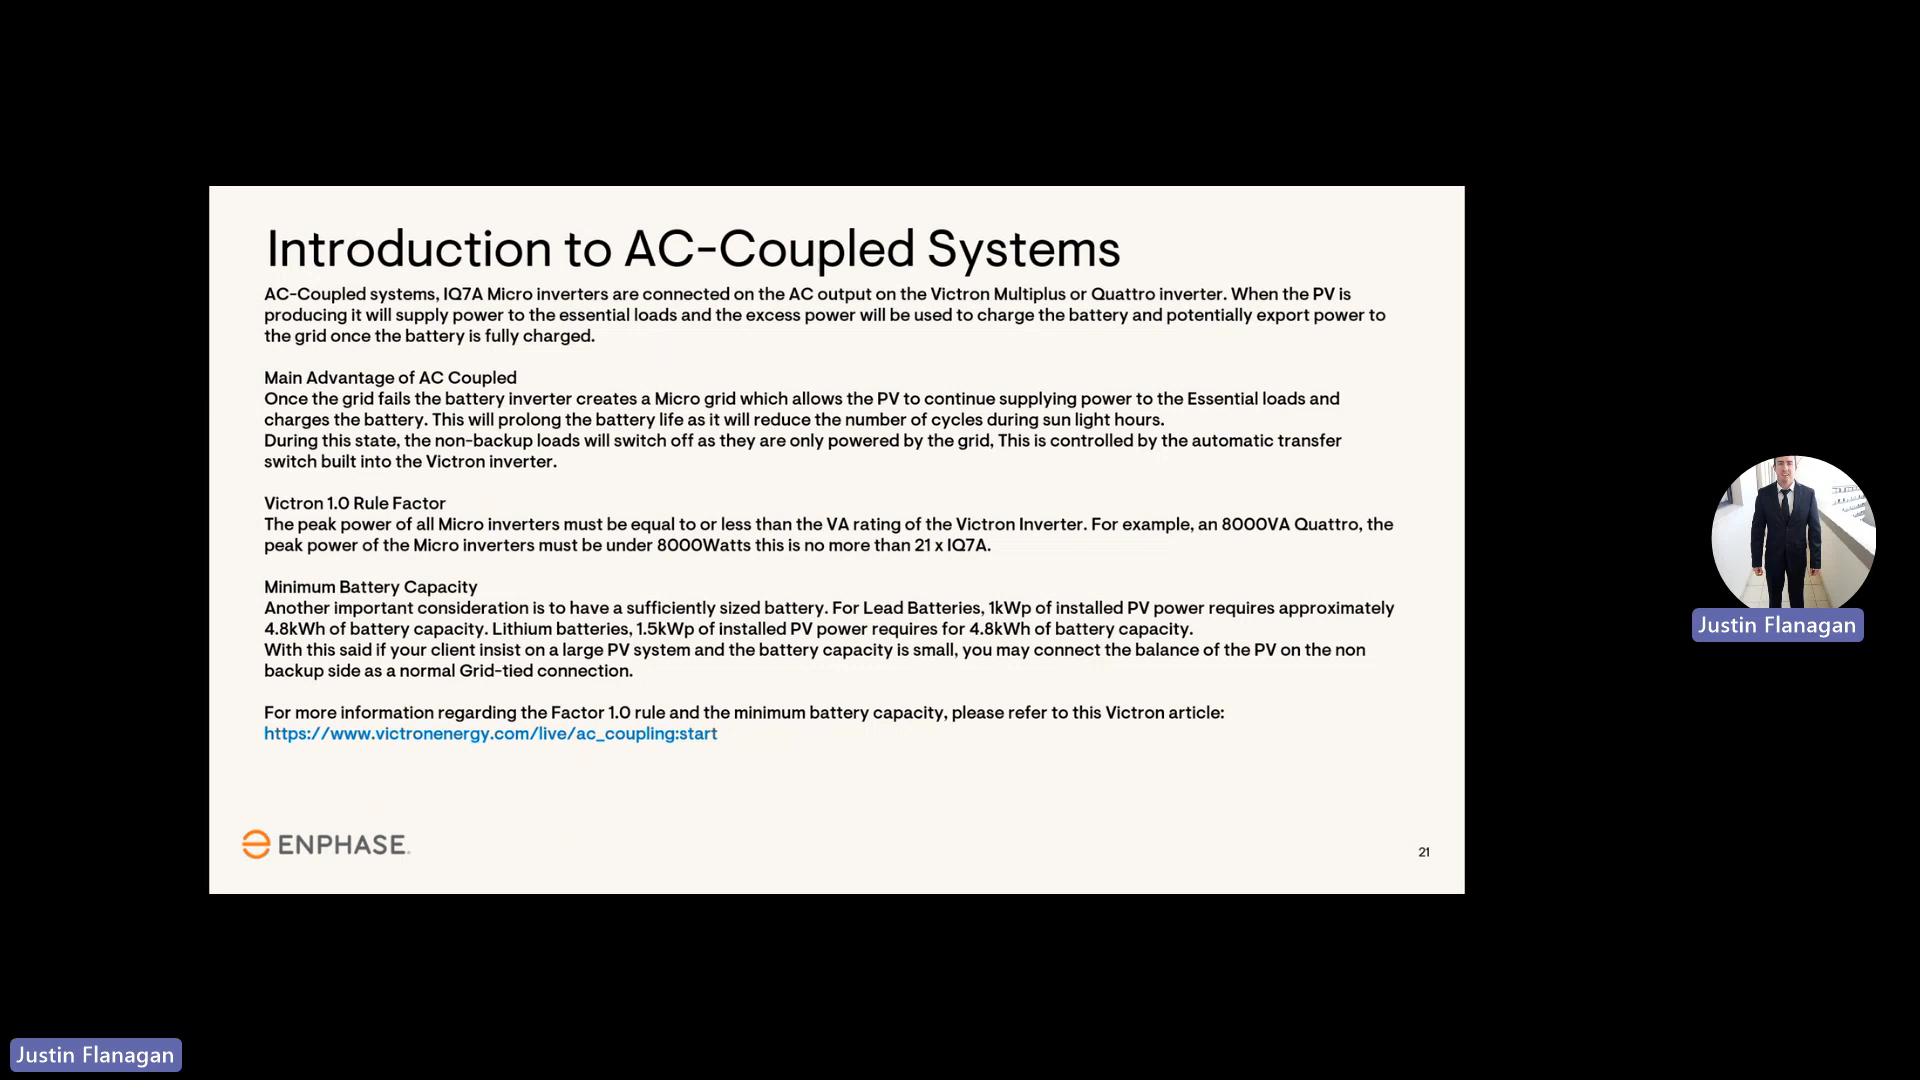 Introduction to AC-Coupled Systems
AC-Coupled systems, IQ7A Micro inverters are connected on the AC output on the Victron Multiplus or Quattro inverter. When the PV is
producing it will supply power to the essential loads and the excess power will be used to charge the battery and potentially export power to
the grid once the battery is fully charged.
Main Advantage of AC Coupled
Once the grid fails the battery inverter creates a Micro grid which allows the PV to continue supplying power to the Essential loads and
charges the battery. This will prolong the battery life as it will reduce the number of cycles during sun light hours.
During this state, the non-backup loads will switch off as they are only powered by the grid, This is controlled by the automatic transfer
switch built into the Victron inverter.
Victron 1.0 Rule Factor
The peak power of all Micro inverters must be equal to or less than the VA rating of the Victron Inverter. For example, an 8000VA Quattro, the
peak power of the Micro inverters must be under 8000Watts this is no more than 21 x IQ7A.
Minimum Battery Capacity
Another important consideration is to have a sufficiently sized battery. For Lead Batteries, 1kWp of installed PV power requires approximately
4.8kWh of battery capacity. Lithium batteries, 1.5kWp of installed PV power requires for 4.8kWh of battery capacity.
With this said if your client insist on a large PV system and the battery capacity is small, you may connect the balance of the PV on the non
backup side as a normal Grid-tied connection.
For more information regarding the Factor 1.0 rule and the minimum battery capacity, please refer to this Victron article:
https://www.victronenergy.com/live/ac_coupling:start
ENPHASE.
21
Justin Flanagan
Justin Flanagan